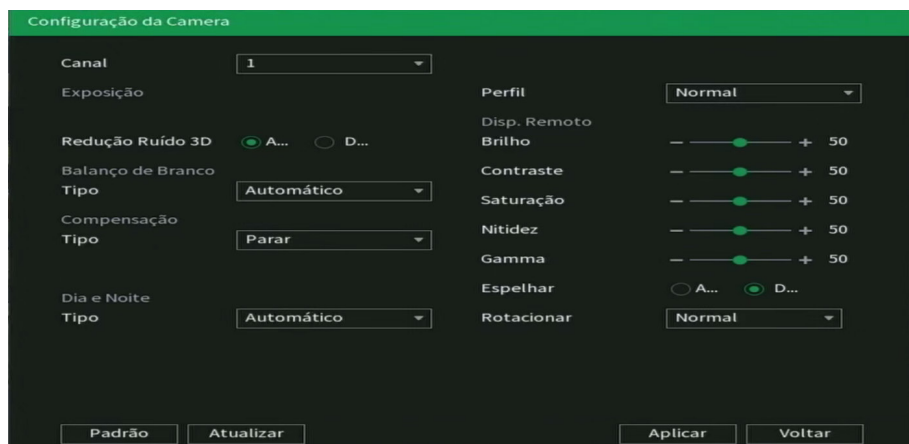 Configuração da Camera
Canal 1
Exposição
Redução Ruído 3D A... D...
Balanço de Branco
Tipo Automático
Compensação
Tipo Parar
Dia e Noite
Tipo Automático
Perfil Normal
Disp. Remoto
Brilho - + 50
Contraste - + 50
Saturação - + 50
Nitidez - + 50
Gamma - + 50
Espelhar A... D...
Rotacionar Normal
Padrão Atualizar Aplicar Voltar